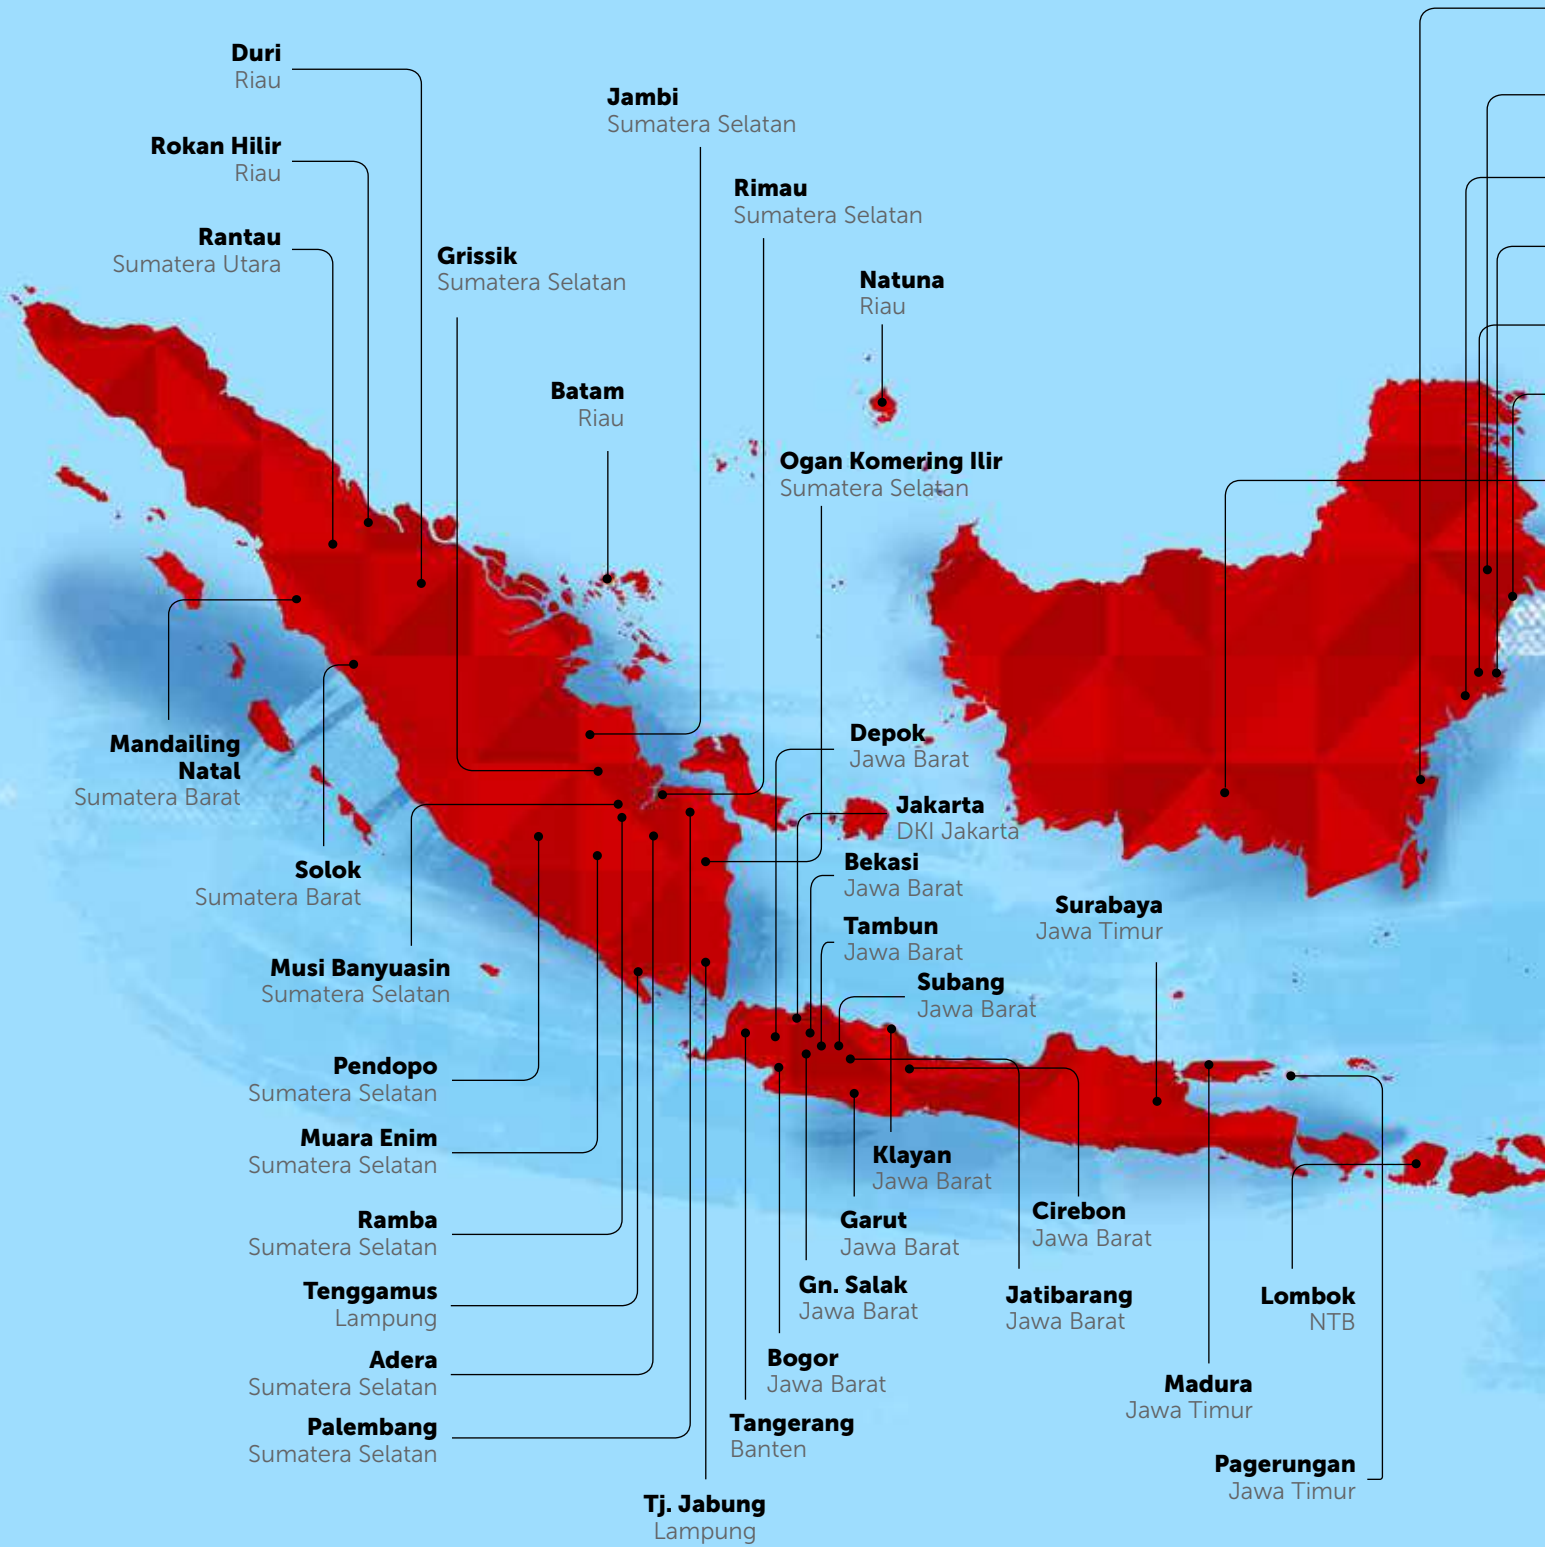 Duri
Riau
Rokan Hilir
Riau
Rantau
Sumatera Utara
Jambi
Sumatera Selatan
Rimau
Sumatera Selatan
Grissik
Sumatera Selatan
Natuna
Riau
Batam
Riau
Ogan Komering Ilir
Sumatera Selatan
Mandailing
Natal
Sumatera Barat
Solok
Sumatera Barat
Musi Banyuasin
Sumatera Selatan
Pendopo
Sumatera Selatan
Muara Enim
Sumatera Selatan
Ramba
Sumatera Selatan
Tenggamus
Lampung
Adera
Sumatera Selatan
Palembang
Sumatera Selatan
Tj. Jabung
Lampung
Depok
Jawa Barat
Jakarta
DKI Jakarta
Bekasi
Jawa Barat
Tambun
Jawa Barat
Subang
Jawa Barat
Surabaya
Jawa Timur
Klayan
Jawa Barat
Garut
Jawa Barat
Cirebon
Jawa Barat
Gn. Salak
Jawa Barat
Jatibarang
Jawa Barat
Bogor
Jawa Barat
Tangerang
Banten
Lombok
NTB
Madura
Jawa Timur
Pagerungan
Jawa Timur